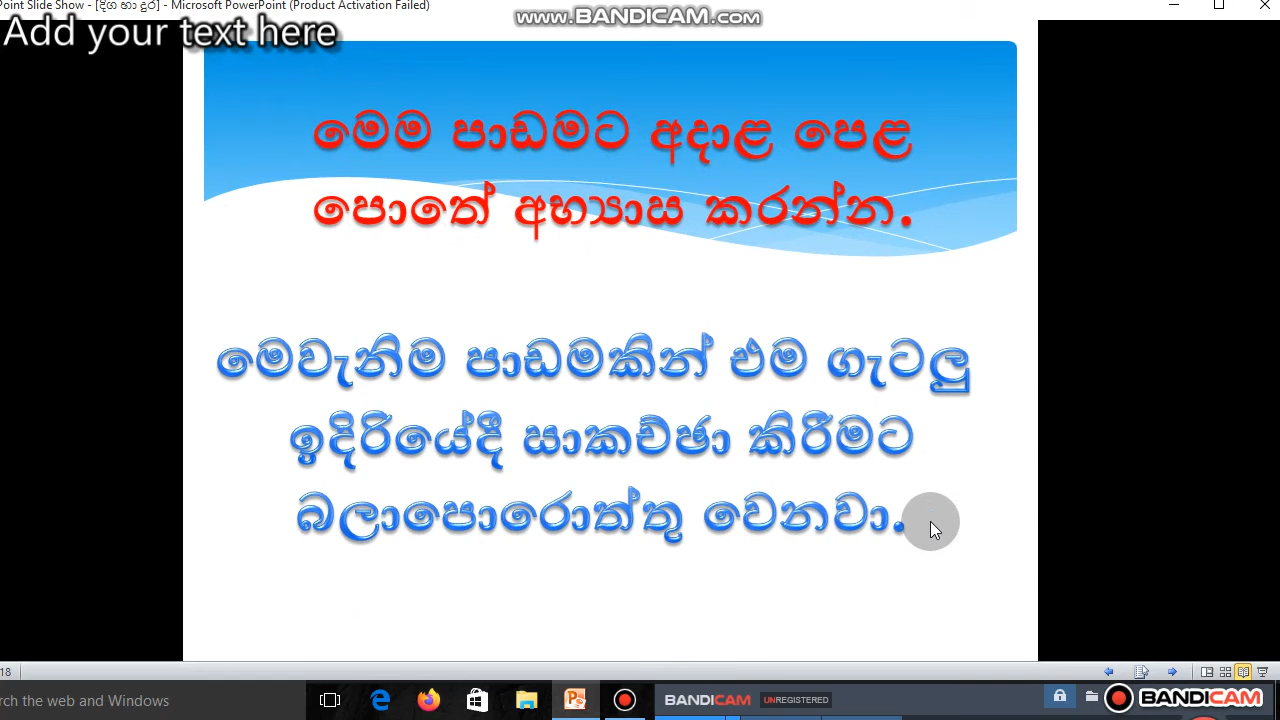 Point Slide Show - [දිග හා දුර] - Microsoft PowerPoint (Product Activation Failed)
www.BANDICAM.com
Add your text here
මෙම පාඩමට අදාළ පෙළ
පොතේ අභ්‍යාස කරන්න.
මෙවැනිම පාඩමකින් එම ගැටලු
ඉදිරියේදී සාකච්ඡා කිරීමට
බලාපොරොත්තු වෙනවා.
18
rch the web and Windows
BANDICAM UNREGISTERED
BANDICAM